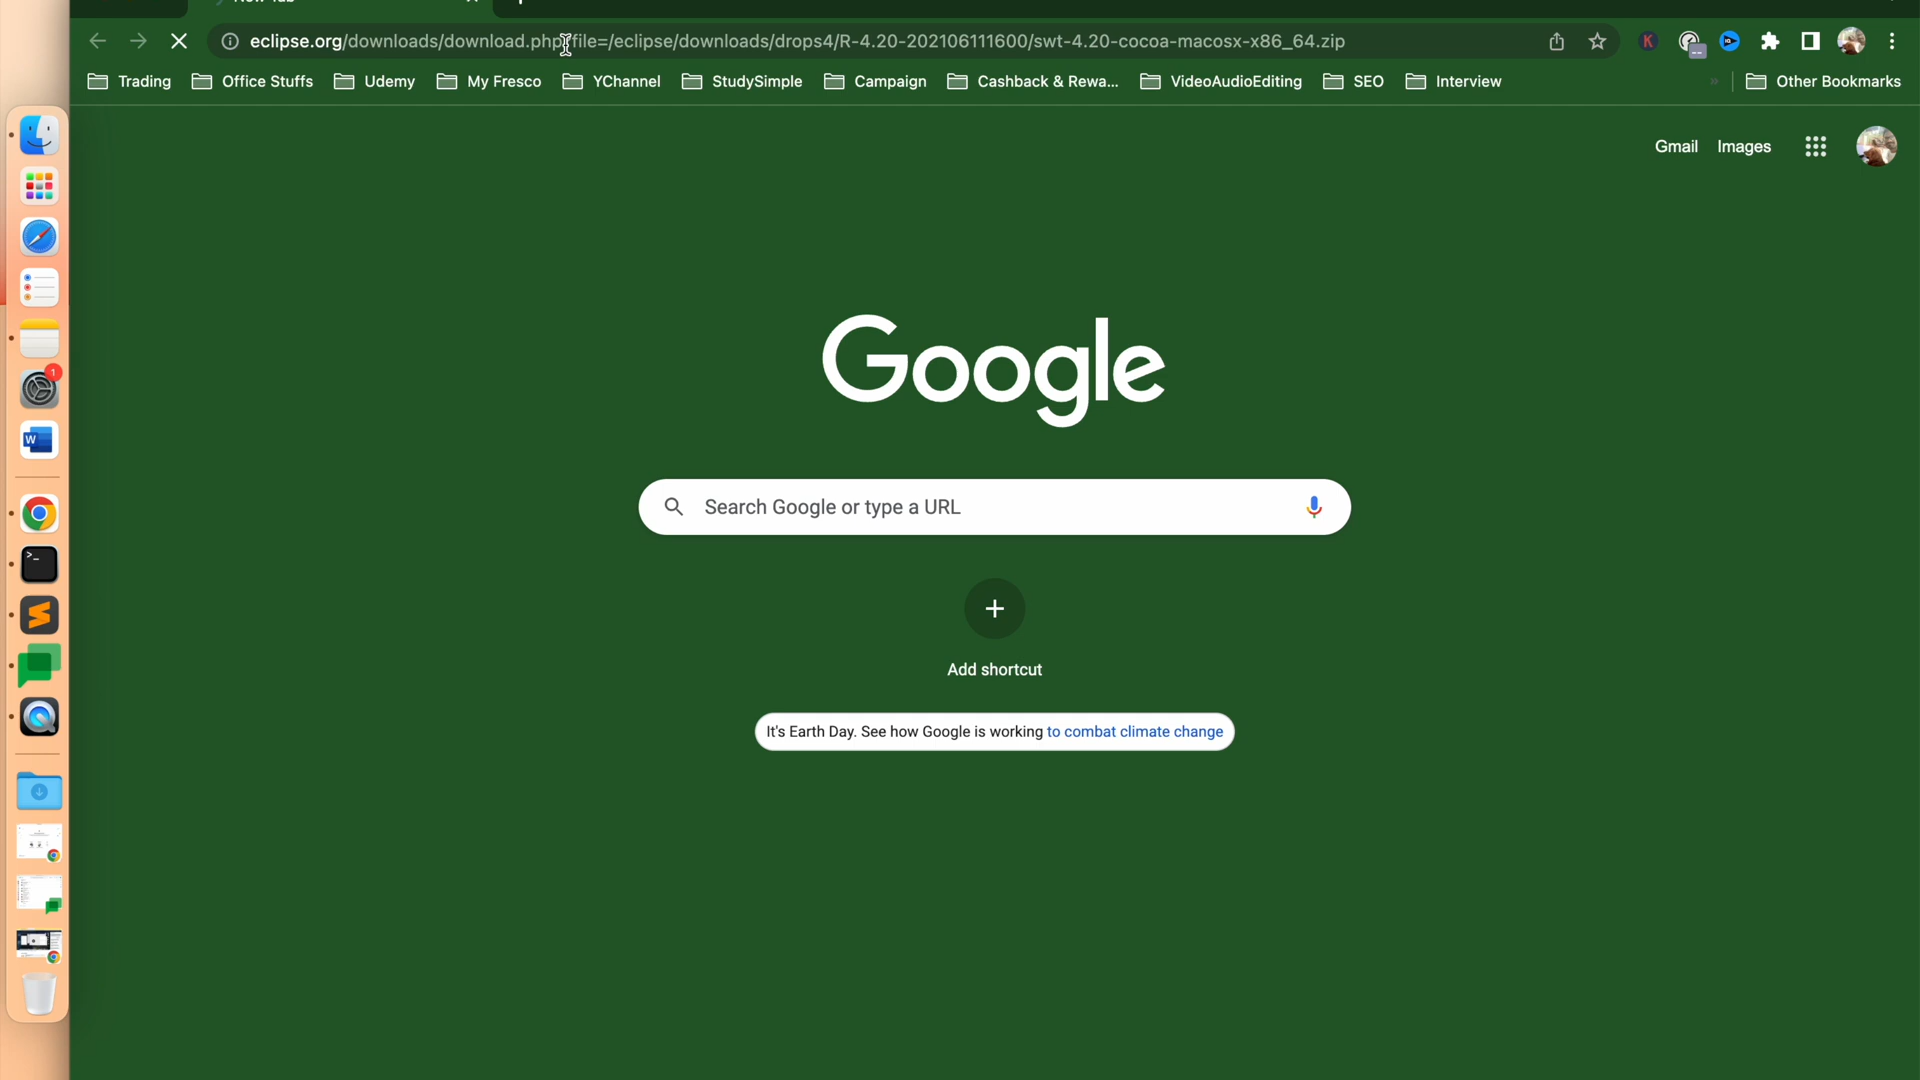 New Tab
eclipse.org/downloads/download.php?file=/eclipse/downloads/drops4/R-4.20-202106111600/swt-4.20-cocoa-macosx-x86_64.zip
K
Trading Office Stuffs Udemy My Fresco YChannel StudySimple Campaign Cashback & Rewa... VideoAudioEditing SEO Interview » Other Bookmarks
Gmail Images
1
W
Google
Search Google or type a URL
>_
Add shortcut
It's Earth Day. See how Google is working to combat climate change